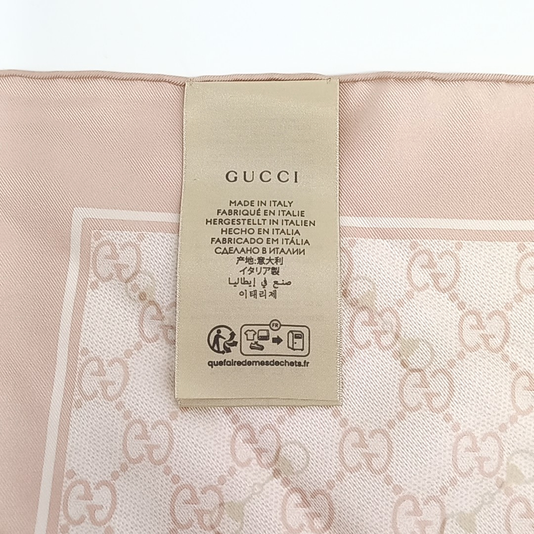 GUCCI
MADE IN ITALY
FABRIQUÉ EN ITALIE
HERGESTELLT IN ITALIEN
HECHO EN ITALIA
FABRICADO EM ITÁLIA
СДЕЛАНО В ИТАЛИИ
产地:意大利
イタリア製
صنع في إيطاليا
이태리제
FR
quefairedemesdechets.fr